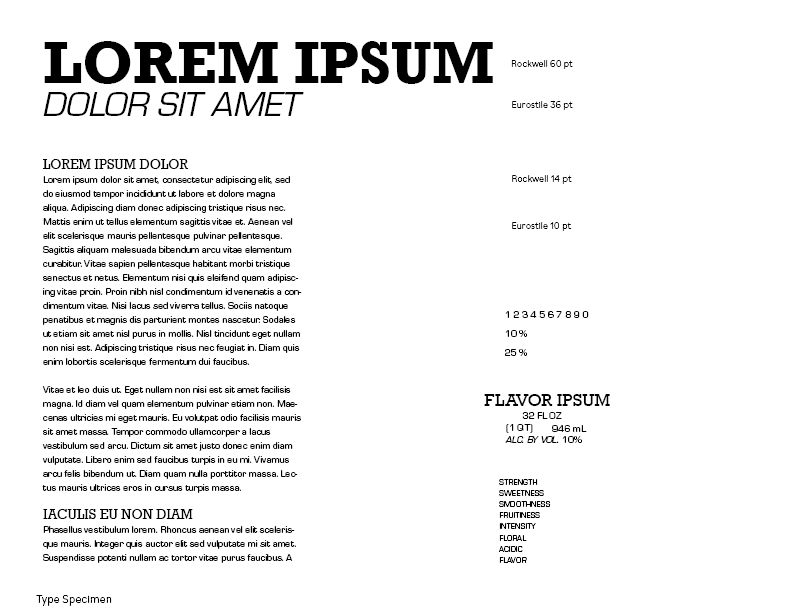 LOREM IPSUM
DOLOR SIT AMET
Rockwell 60 pt
Eurostile 36 pt
LOREM IPSUM DOLOR
Lorem ipsum dolor sit amet, consectetur adipiscing elit, sed
do eiusmod tempor incididunt ut labore et dolore magna
aliqua. Adipiscing diam donec adipiscing tristique risus nec.
Mattis enim ut tellus elementum sagittis vitae et. Aenean vel
elit scelerisque mauris pellentesque pulvinar pellentesque.
Sagittis aliquam malesuada bibendum arcu vitae elementum
curabitur. Vitae sapien pellentesque habitant morbi tristique
senectus et netus. Elementum nisi quis eleifend quam adipisc-
ing vitae proin. Proin nibh nisl condimentum id venenatis a con-
dimentum vitae. Nisi lacus sed viverra tellus. Sociis natoque
penatibus et magnis dis parturient montes nascetur. Sodales
ut etiam sit amet nisl purus in mollis. Nisl tincidunt eget nullam
non nisi est. Adipiscing tristique risus nec feugiat in. Diam quis
enim lobortis scelerisque fermentum dui faucibus.
Vitae et leo duis ut. Eget nullam non nisi est sit amet facilisis
magna. Id diam vel quam elementum pulvinar etiam non. Mae-
cenas ultricies mi eget mauris. Eu volutpat odio facilisis mauris
sit amet massa. Tempor commodo ullamcorper a lacus
vestibulum sed arcu. Dictum sit amet justo donec enim diam
vulputate. Libero enim sed faucibus turpis in eu mi. Vivamus
arcu felis bibendum ut. Diam quam nulla porttitor massa. Lec-
tus mauris ultrices eros in cursus turpis massa.
IACULIS EU NON DIAM
Phasellus vestibulum lorem. Rhoncus aenean vel elit sceleris-
que mauris. Integer quis auctor elit sed vulputate mi sit amet.
Suspendisse potenti nullam ac tortor vitae purus faucibus. A
Rockwell 14 pt
Eurostile 10 pt
1 2 3 4 5 6 7 8 9 0
10%
25%
FLAVOR IPSUM
32 FL OZ
(1 QT) 946 mL
ALC. BY VOL. 10%
STRENGTH
SWEETNESS
SMOOTHNESS
FRUITINESS
INTENSITY
FLORAL
ACIDIC
FLAVOR
Type Specimen